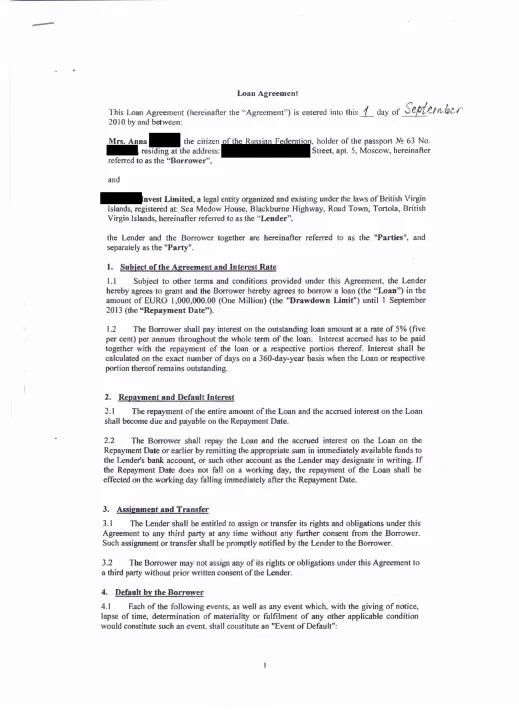 Loan Agreement
This Loan Agreement (hereinafter the "Agreement") is entered into this 1 day of September
2010 by and between:
Mrs. Anna the citizen of the Russian Federation, holder of the passport № 63 No.
, residing at the address: Street, apt. 5, Moscow, hereinafter
referred to as the "Borrower",
and
nvest Limited, a legal entity organized and existing under the laws of British Virgin
Islands, registered at: Sea Medow House, Blackburne Highway, Road Town, Tortola, British
Virgin Islands, hereinafter referred to as the "Lender",
the Lender and the Borrower together are hereinafter referred to as the "Parties", and
separately as the "Party".
1. Subject of the Agreement and Interest Rate
1.1 Subject to other terms and conditions provided under this Agreement, the Lender
hereby agrees to grant and the Borrower hereby agrees to borrow a loan (the "Loan") in the
amount of EURO 1,000,000.00 (One Million) (the "Drawdown Limit") until 1 September
2013 (the "Repayment Date").
1.2 The Borrower shall pay interest on the outstanding loan amount at a rate of 5% (five
per cent) per annum throughout the whole term of the loan. Interest accrued has to be paid
together with the repayment of the loan or a respective portion thereof. Interest shall be
calculated on the exact number of days on a 360-day-year basis when the Loan or respective
portion thereof remains outstanding.
2. Repayment and Default Interest
2.1 The repayment of the entire amount of the Loan and the accrued interest on the Loan
shall become due and payable on the Repayment Date.
2.2 The Borrower shall repay the Loan and the accrued interest on the Loan on the
Repayment Date or earlier by remitting the appropriate sum in immediately available funds to
the Lender's bank account, or such other account as the Lender may designate in writing. If
the Repayment Date does not fall on a working day, the repayment of the Loan shall be
effected on the working day falling immediately after the Repayment Date.
3. Assignment and Transfer
3.1 The Lender shall be entitled to assign or transfer its rights and obligations under this
Agreement to any third party at any time without any further consent from the Borrower.
Such assignment or transfer shall be promptly notified by the Lender to the Borrower.
3.2 The Borrower may not assign any of its rights or obligations under this Agreement to
a third party without prior written consent of the Lender.
4. Default by the Borrower
4.1 Each of the following events, as well as any event which, with the giving of notice,
lapse of time, determination of materiality or fulfilment of any other applicable condition
would constitute such an event, shall constitute an "Event of Default":
1